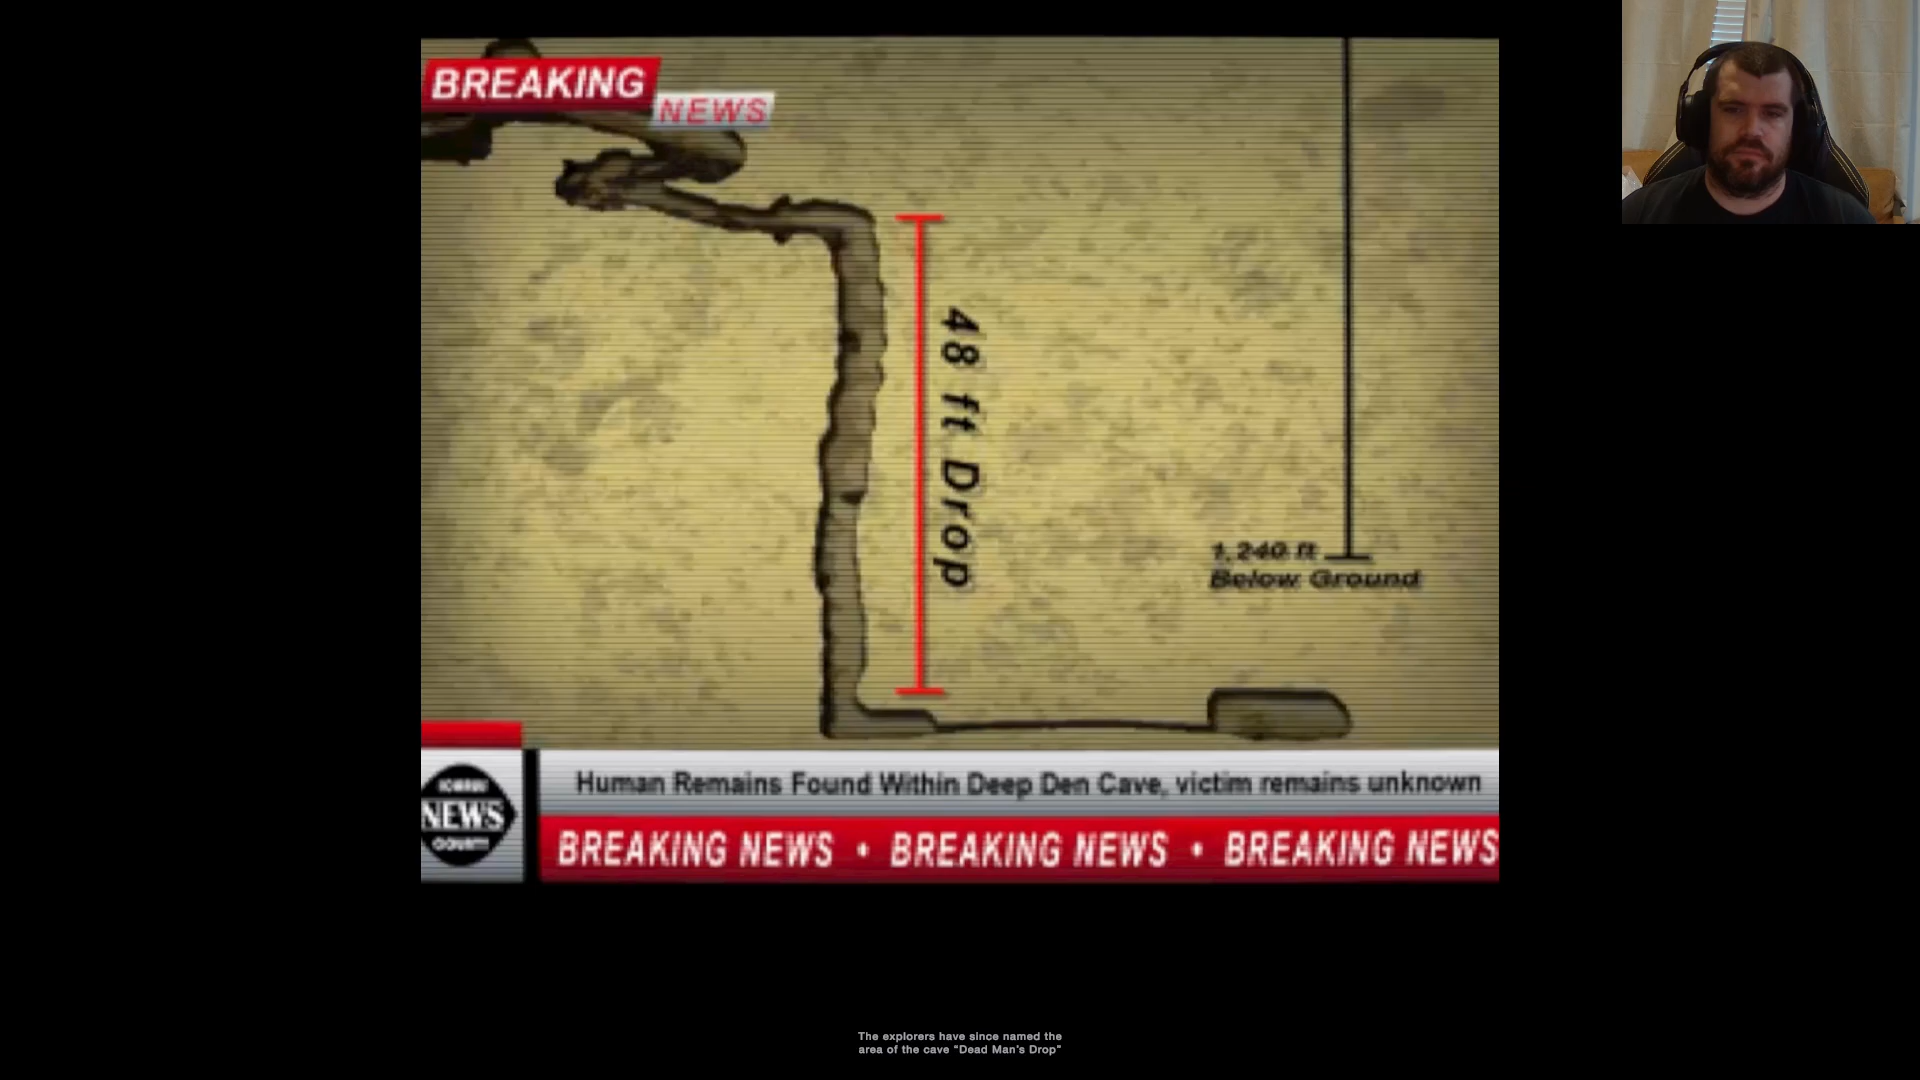 BREAKING
NEWS
48 ft Drop
1,240 ft
Below Ground
NEWS
COUNTY
Human Remains Found Within Deep Den Cave, victim remains unknown
BREAKING NEWS • BREAKING NEWS • BREAKING NEWS
The explorers have since named the
area of the cave "Dead Man's Drop"